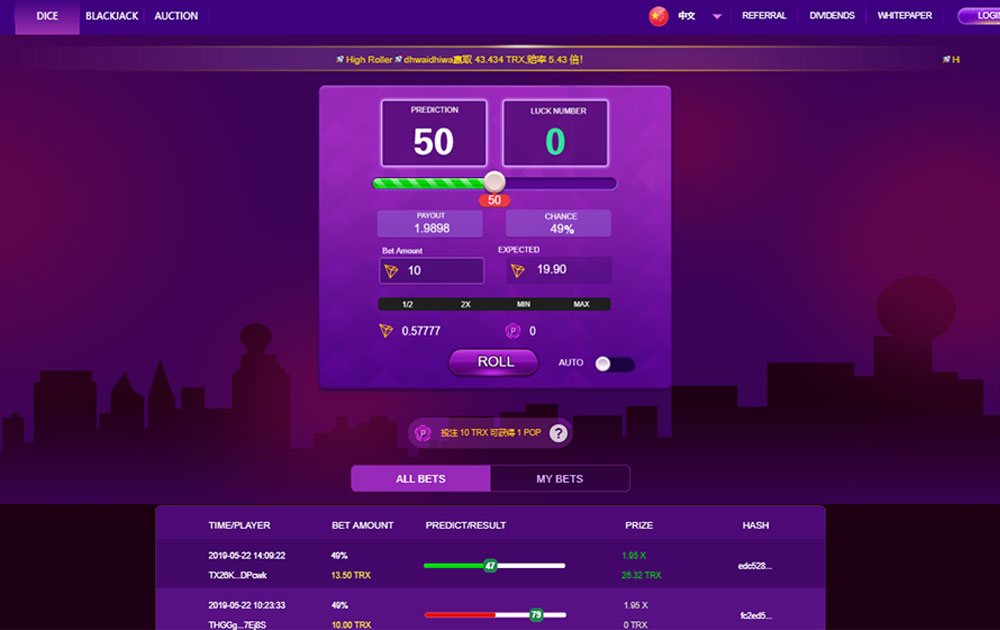 DICE BLACKJACK AUCTION 中文 REFERRAL DIVIDENDS WHITEPAPER LOGIN
High Roller dhwaidhiwa赢取 43.434 TRX,赔率 5.43 倍! Hi
PREDICTION LUCK NUMBER
50 0
50
PAYOUT CHANCE
1.9898 49%
Bet Amount EXPECTED
10 19.90
1/2 2X MIN MAX
0.57777 P 0
ROLL AUTO
P 投注 10 TRX 可获得 1 POP ?
ALL BETS MY BETS
TIME/PLAYER BET AMOUNT PREDICT/RESULT PRIZE HASH
2019-05-22 14:09:22 49% 1.95 X
47 edc528...
TX26K...DPcwk 13.50 TRX 26.32 TRX
2019-05-22 10:23:33 49% 1.95 X
79 fc2ed5...
THGGg...7Ej8S 10.00 TRX 0 TRX